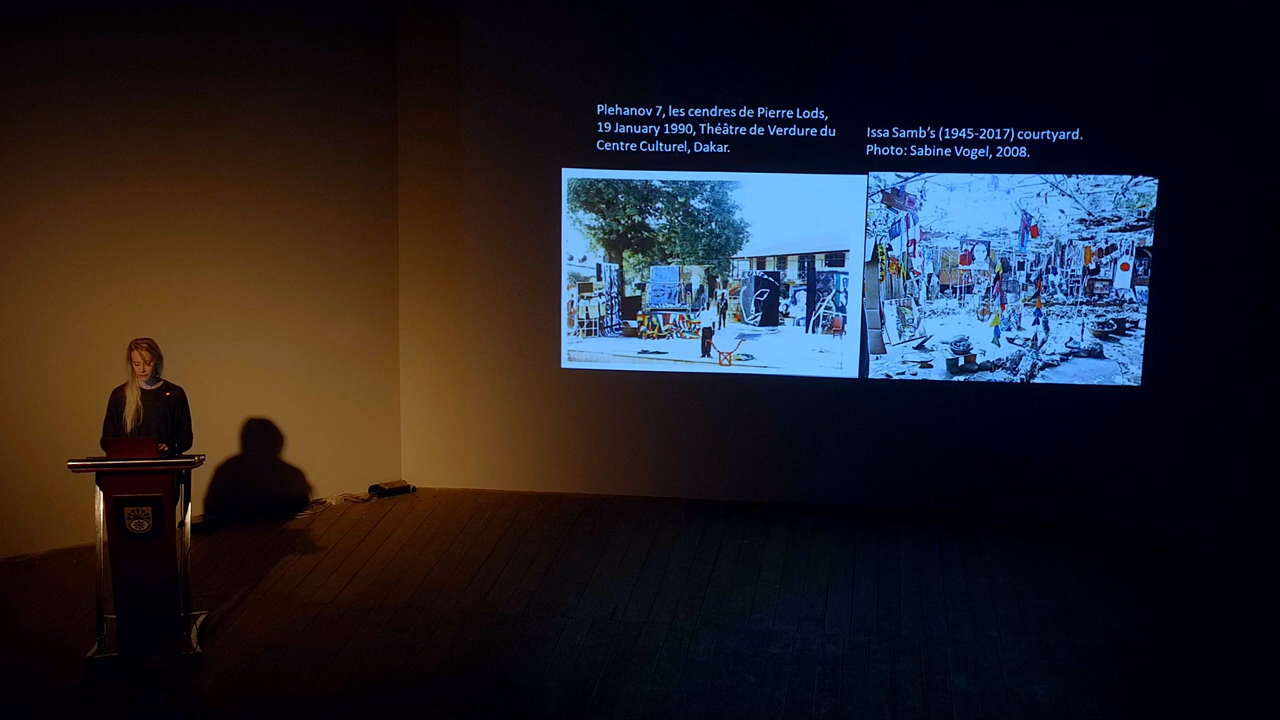 Plehanov 7, les cendres de Pierre Lods,
19 January 1990, Théâtre de Verdure du
Centre Culturel, Dakar.
Issa Samb's (1945-2017) courtyard.
Photo: Sabine Vogel, 2008.